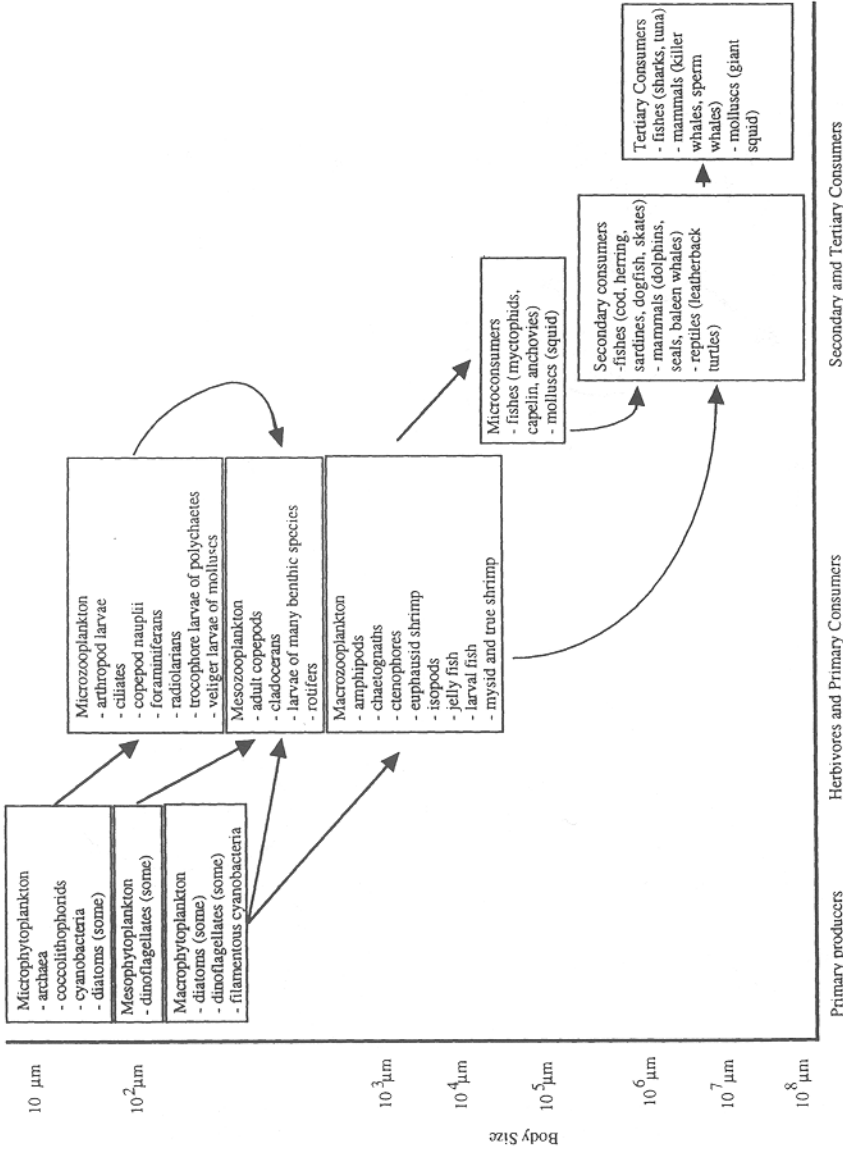 Body Size
10 µm
10² µm
10³ µm
10⁴ µm
10⁵ µm
10⁶ µm
10⁷ µm
10⁸ µm
Mictophytoplankton
- archaea
- coccolithophorids
- cyanobacteria
- diatoms (some)
Mesophytoplankton
- dinoflagellates (some)
Macrophytoplankton
- diatoms (some)
- dinoflagellates (some)
- filamentous cyanobacteria
Microzooplankton
- arthropod larvae
- ciliates
- copepod nauplii
- foraminiferans
- radiolarians
- trocophore larvae of polychaetes
- veliger larvae of molluscs
Mesozooplankton
- adult copepods
- cladocerans
- larvae of many benthic species
- rotifers
Macrozooplankton
- amphipods
- chaetognaths
- ctenophores
- euphausid shrimp
- isopods
- jelly fish
- larval fish
- mysid and true shrimp
Microconsumers
- fishes (myctophids,
capelin, anchovies)
- molluscs (squid)
Secondary consumers
-fishes (cod, herring,
sardines, dogfish, skates)
- mammals (dolphins,
seals, baleen whales)
- reptiles (leatherback
turtles)
Tertiary Consumers
- fishes (sharks, tuna)
- mammals (killer
whales, sperm
whales)
- molluscs (giant
squid)
Primary producers
Herbivores and Primary Consumers
Secondary amd Tertiary Consumers